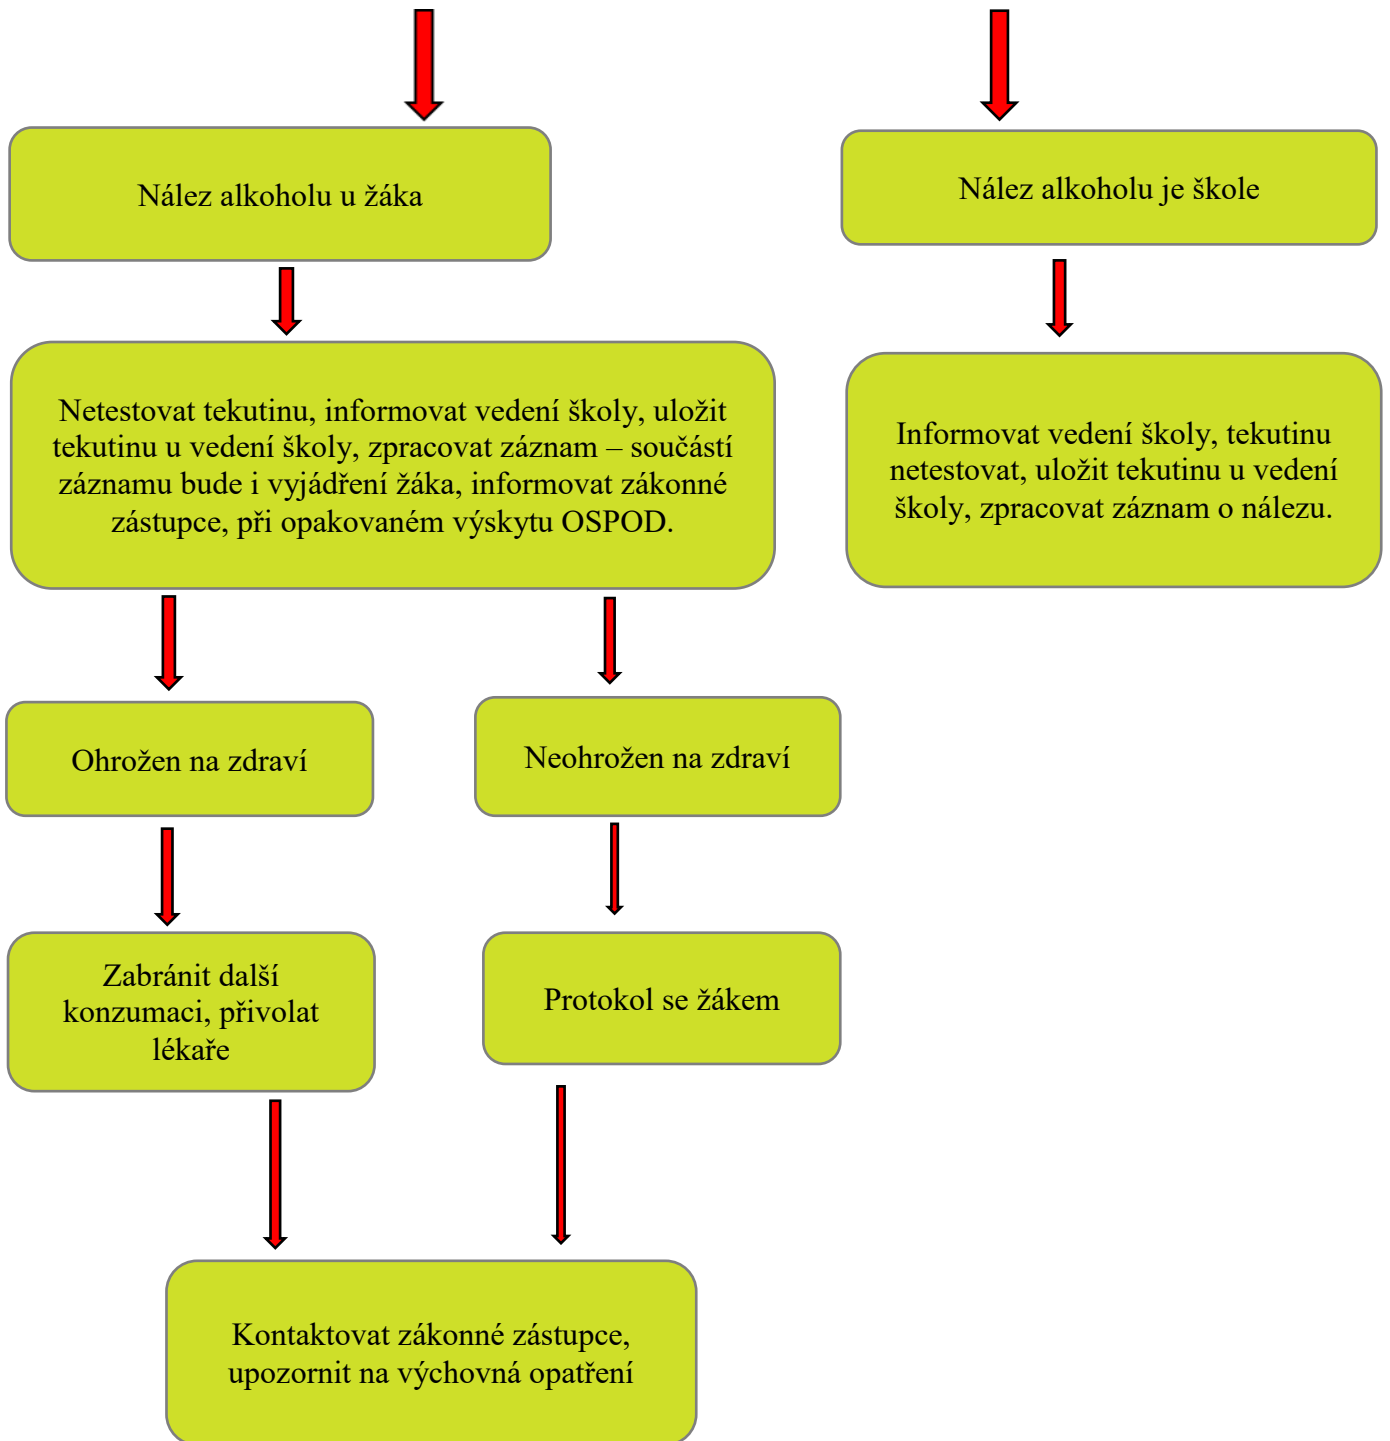 Nález alkoholu u žáka
Nález alkoholu je škole
Netestovat tekutinu, informovat vedení školy, uložit
tekutinu u vedení školy, zpracovat záznam – součástí
záznamu bude i vyjádření žáka, informovat zákonné
zástupce, při opakovaném výskytu OSPOD.
Informovat vedení školy, tekutinu
netestovat, uložit tekutinu u vedení
školy, zpracovat záznam o nálezu.
Ohrožen na zdraví
Neohrožen na zdraví
Zabránit další
konzumaci, přivolat
lékaře
Protokol se žákem
Kontaktovat zákonné zástupce,
upozornit na výchovná opatření